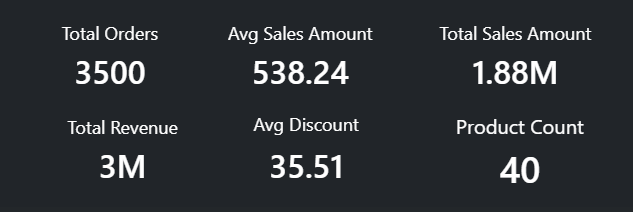 Total Orders
3500
Avg Sales Amount
538.24
Total Sales Amount
1.88M
Total Revenue
3M
Avg Discount
35.51
Product Count
40